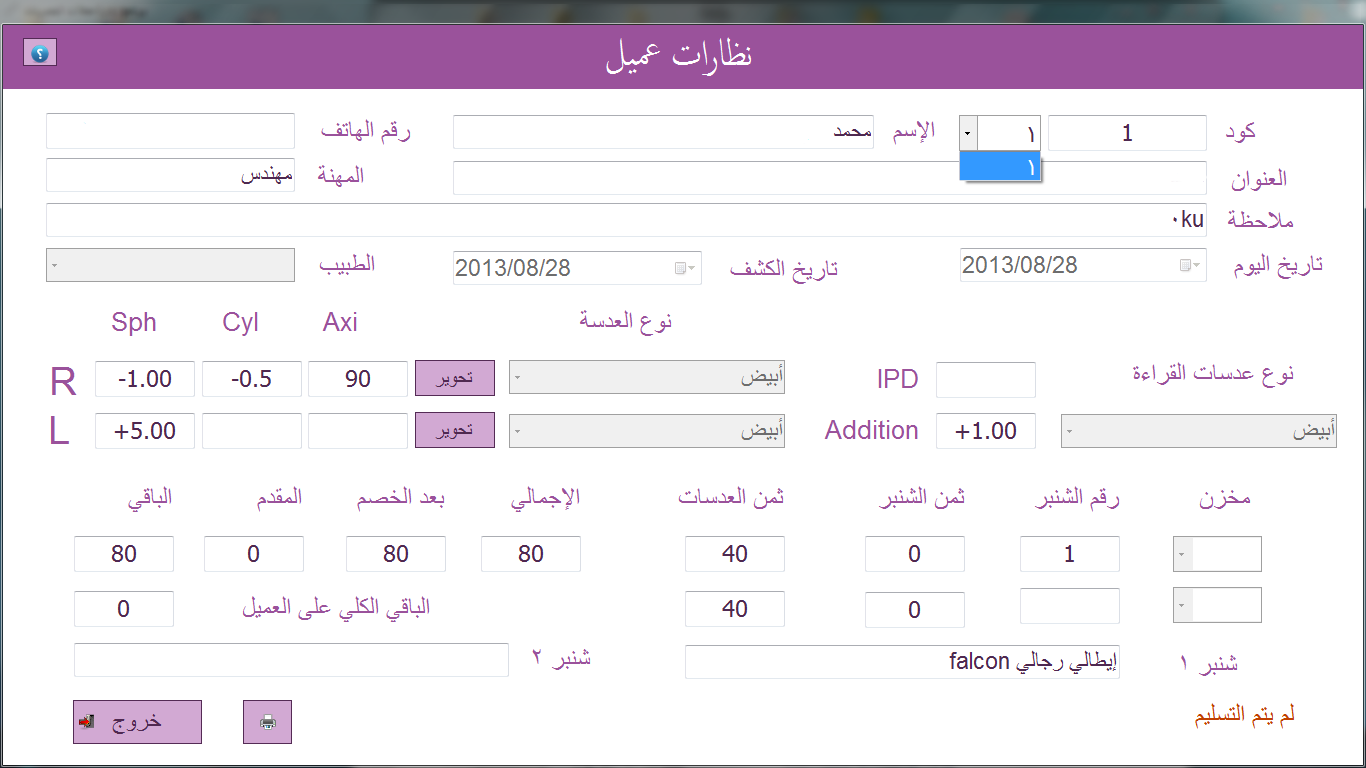 نظارات عميل
كود 1 ١ الإسم محمد رقم الهاتف
١
العنوان المهنة مهندس
ملاحظة ٠ku
تاريخ اليوم 2013/08/28 تاريخ الكشف 2013/08/28 الطبيب
Sph Cyl Axi نوع العدسة
R -1.00 -0.5 90 تحوير أبيض IPD نوع عدسات القراءة
L +5.00 تحوير أبيض Addition +1.00 أبيض
مخزن رقم الشنبر ثمن الشنبر ثمن العدسات الإجمالي بعد الخصم المقدم الباقي
1 0 40 80 80 0 80
0 40 الباقي الكلي على العميل 0
شنبر ١ إيطالي رجالي falcon شنبر ٢
لم يتم التسليم خروج